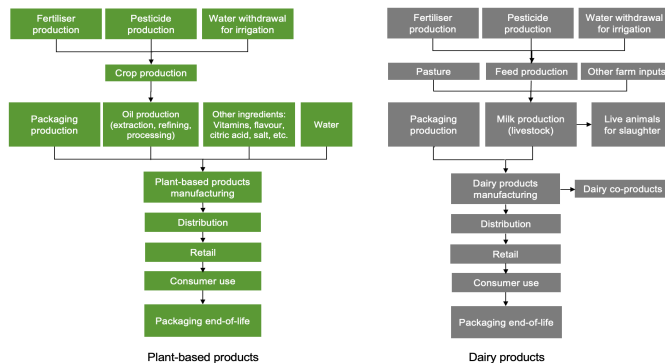 Fertiliser
production
Pesticide
production
Water withdrawal
for irrigation
Crop production
Packaging
production
Oil production
(extraction, refining,
processing)
Other ingredients:
Vitamins, flavour,
citric acid, salt, etc.
Water
Plant-based products
manufacturing
Distribution
Retail
Consumer use
Packaging end-of-life
Plant-based products
Fertiliser
production
Pesticide
production
Water withdrawal
for irrigation
Pasture
Feed production
Other farm inputs
Packaging
production
Milk production
(livestock)
Live animals
for slaughter
Dairy products
manufacturing
Dairy co-products
Distribution
Retail
Consumer use
Packaging end-of-life
Dairy products